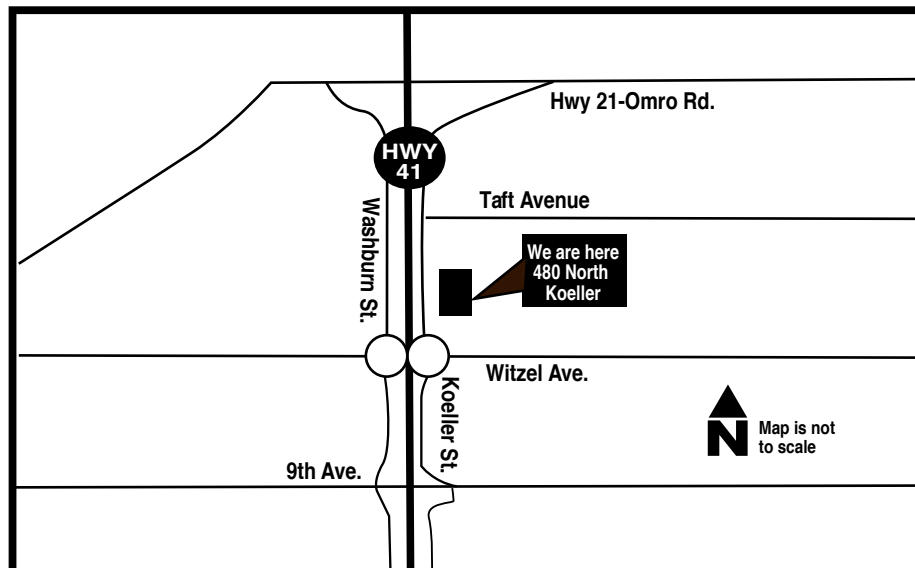 Hwy 21-Omro Rd.
HWY
41
Taft Avenue
Washburn St.
We are here
480 North
Koeller
Witzel Ave.
Koeller St.
N
Map is not
to scale
9th Ave.